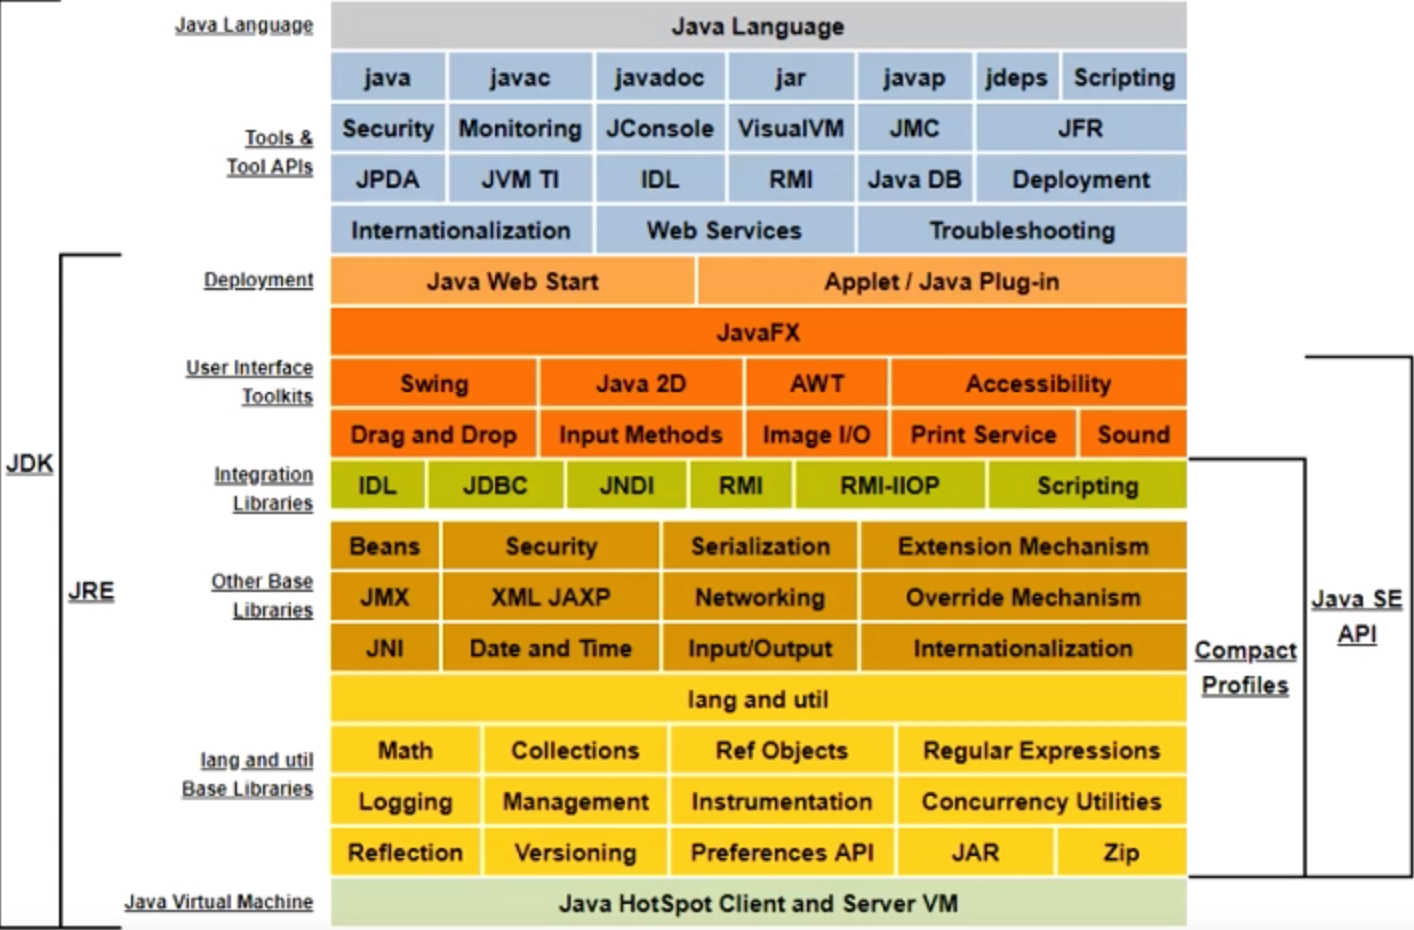 Java Language
Java Language
java javac javadoc jar javap jdeps Scripting
Tools &
Tool APIs
Security Monitoring JConsole VisualVM JMC JFR
JPDA JVM TI IDL RMI Java DB Deployment
Internationalization Web Services Troubleshooting
Deployment
Java Web Start Applet / Java Plug-in
JavaFX
User Interface
Toolkits
Swing Java 2D AWT Accessibility
Drag and Drop Input Methods Image I/O Print Service Sound
JDK
Integration
Libraries
IDL JDBC JNDI RMI RMI-IIOP Scripting
JRE
Other Base
Libraries
Beans Security Serialization Extension Mechanism
JMX XML JAXP Networking Override Mechanism
JNI Date and Time Input/Output Internationalization
Java SE
API
Compact
Profiles
lang and util
lang and util
Base Libraries
Math Collections Ref Objects Regular Expressions
Logging Management Instrumentation Concurrency Utilities
Reflection Versioning Preferences API JAR Zip
Java Virtual Machine
Java HotSpot Client and Server VM